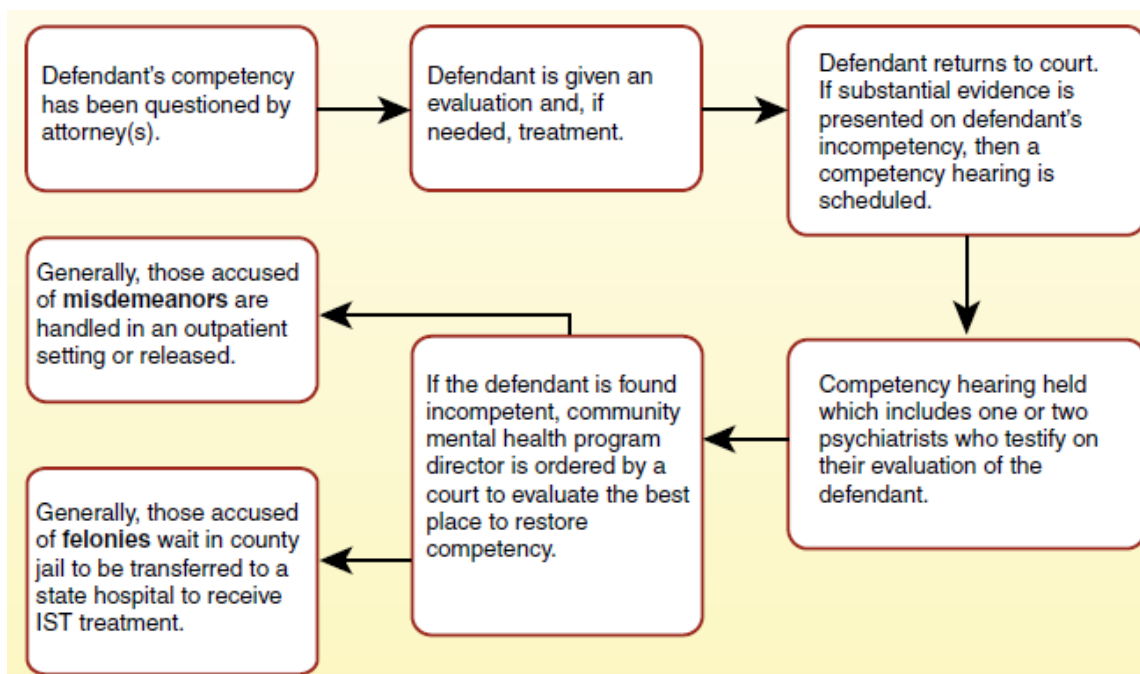 Defendant’s competency
has been questioned by
attorney(s).
Defendant is given an
evaluation and, if
needed, treatment.
Defendant returns to court.
If substantial evidence is
presented on defendant’s
incompetency, then a
competency hearing is
scheduled.
Competency hearing held
which includes one or two
psychiatrists who testify on
their evaluation of the
defendant.
If the defendant is found
incompetent, community
mental health program
director is ordered by a
court to evaluate the best
place to restore
competency.
Generally, those accused
of misdemeanors are
handled in an outpatient
setting or released.
Generally, those accused
of felonies wait in county
jail to be transferred to a
state hospital to receive
IST treatment.